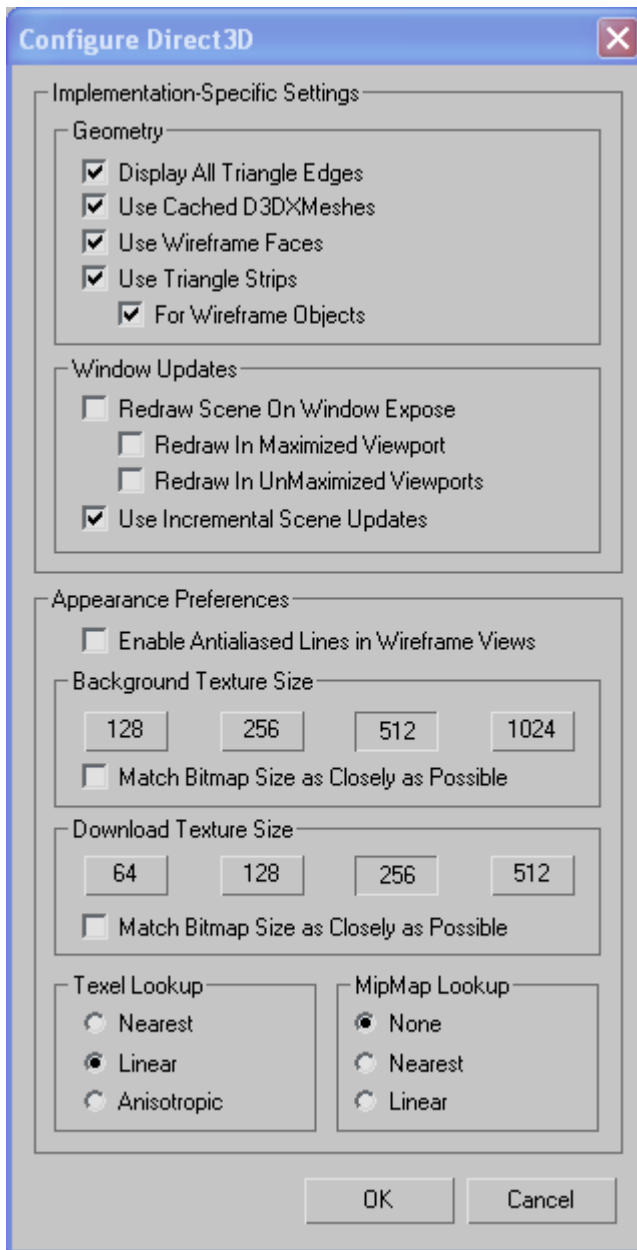 Configure Direct3D
Implementation-Specific Settings
Geometry
Display All Triangle Edges
Use Cached D3DXMeshes
Use Wireframe Faces
Use Triangle Strips
For Wireframe Objects
Window Updates
Redraw Scene On Window Expose
Redraw In Maximized Viewport
Redraw In UnMaximized Viewports
Use Incremental Scene Updates
Appearance Preferences
Enable Antialiased Lines in Wireframe Views
Background Texture Size
128 256 512 1024
Match Bitmap Size as Closely as Possible
Download Texture Size
64 128 256 512
Match Bitmap Size as Closely as Possible
Texel Lookup
Nearest
Linear
Anisotropic
MipMap Lookup
None
Nearest
Linear
OK Cancel